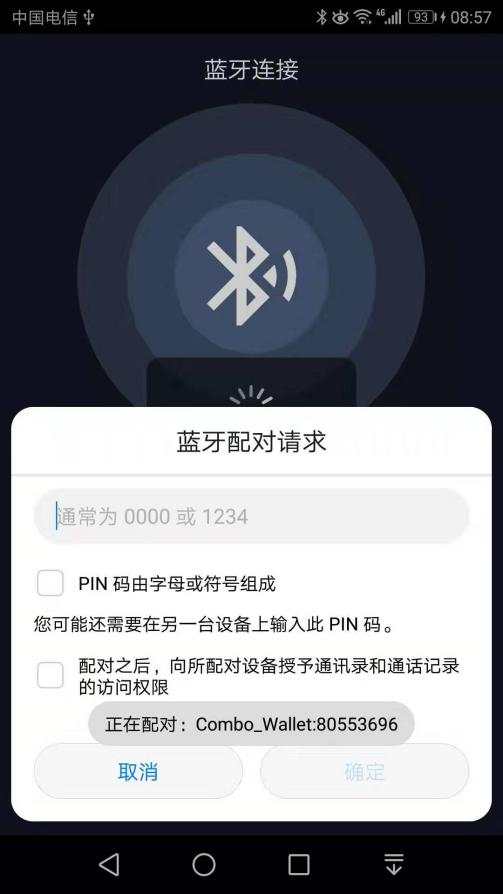 中国电信
4G
93
08:57
蓝牙连接
蓝牙配对请求
通常为 0000 或 1234
PIN 码由字母或符号组成
您可能还需要在另一台设备上输入此 PIN 码。
配对之后，向所配对设备授予通讯录和通话记录
的访问权限
正在配对：Combo_Wallet:80553696
取消
确定